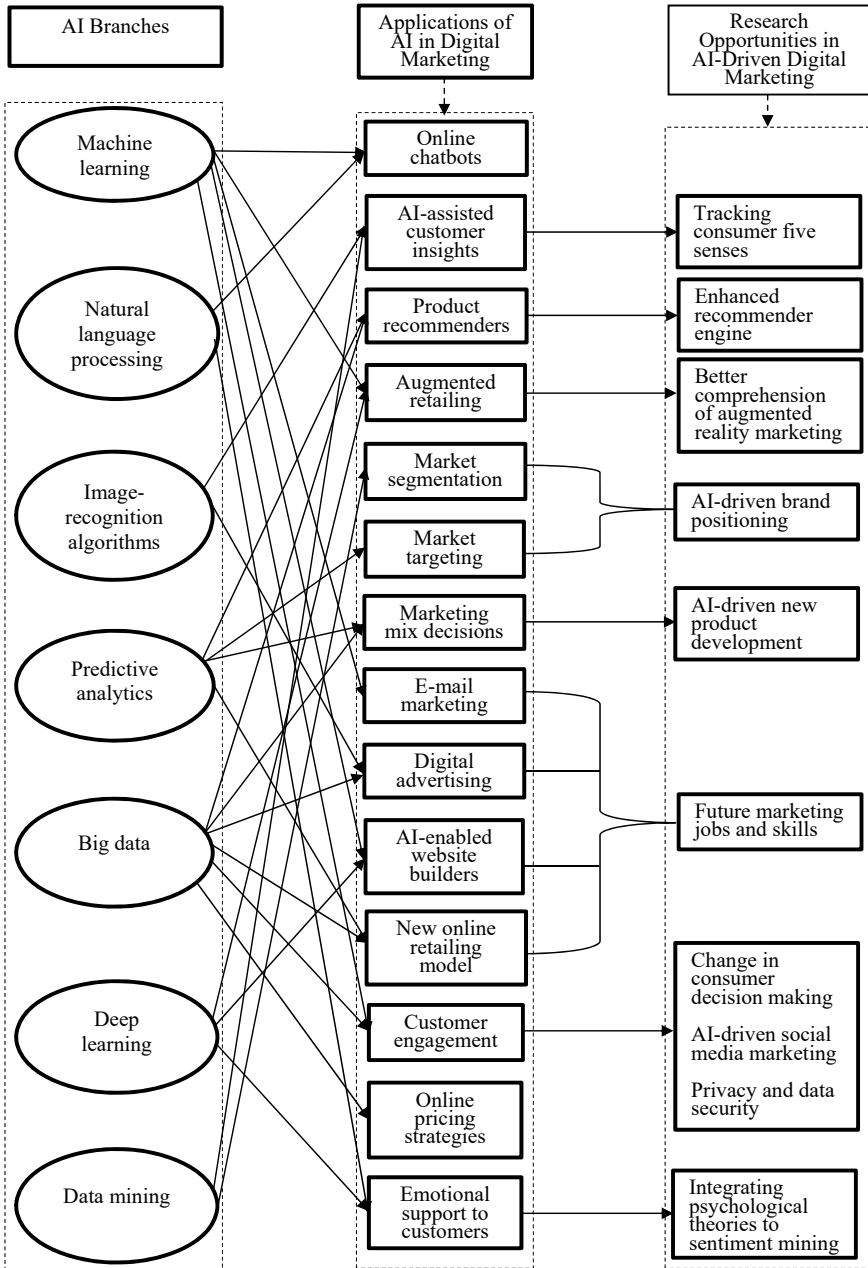 AI Branches
Applications of
AI in Digital
Marketing
Research
Opportunities in
AI-Driven Digital
Marketing
Machine
learning
Natural
language
processing
Image-
recognition
algorithms
Predictive
analytics
Big data
Deep
learning
Data mining
Online
chatbots
AI-assisted
customer
insights
Product
recommenders
Augmented
retailing
Market
segmentation
Market
targeting
Marketing
mix decisions
E-mail
marketing
Digital
advertising
AI-enabled
website
builders
New online
retailing
model
Customer
engagement
Online
pricing
strategies
Emotional
support to
customers
Tracking
consumer five
senses
Enhanced
recommender
engine
Better
comprehension
of augmented
reality marketing
AI-driven brand
positioning
AI-driven new
product
development
Future marketing
jobs and skills
Change in
consumer
decision making
AI-driven social
media marketing
Privacy and data
security
Integrating
psychological
theories to
sentiment mining